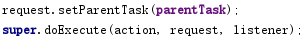 request.setParentTask(parentTask);
super.doExecute(action, request, listener);